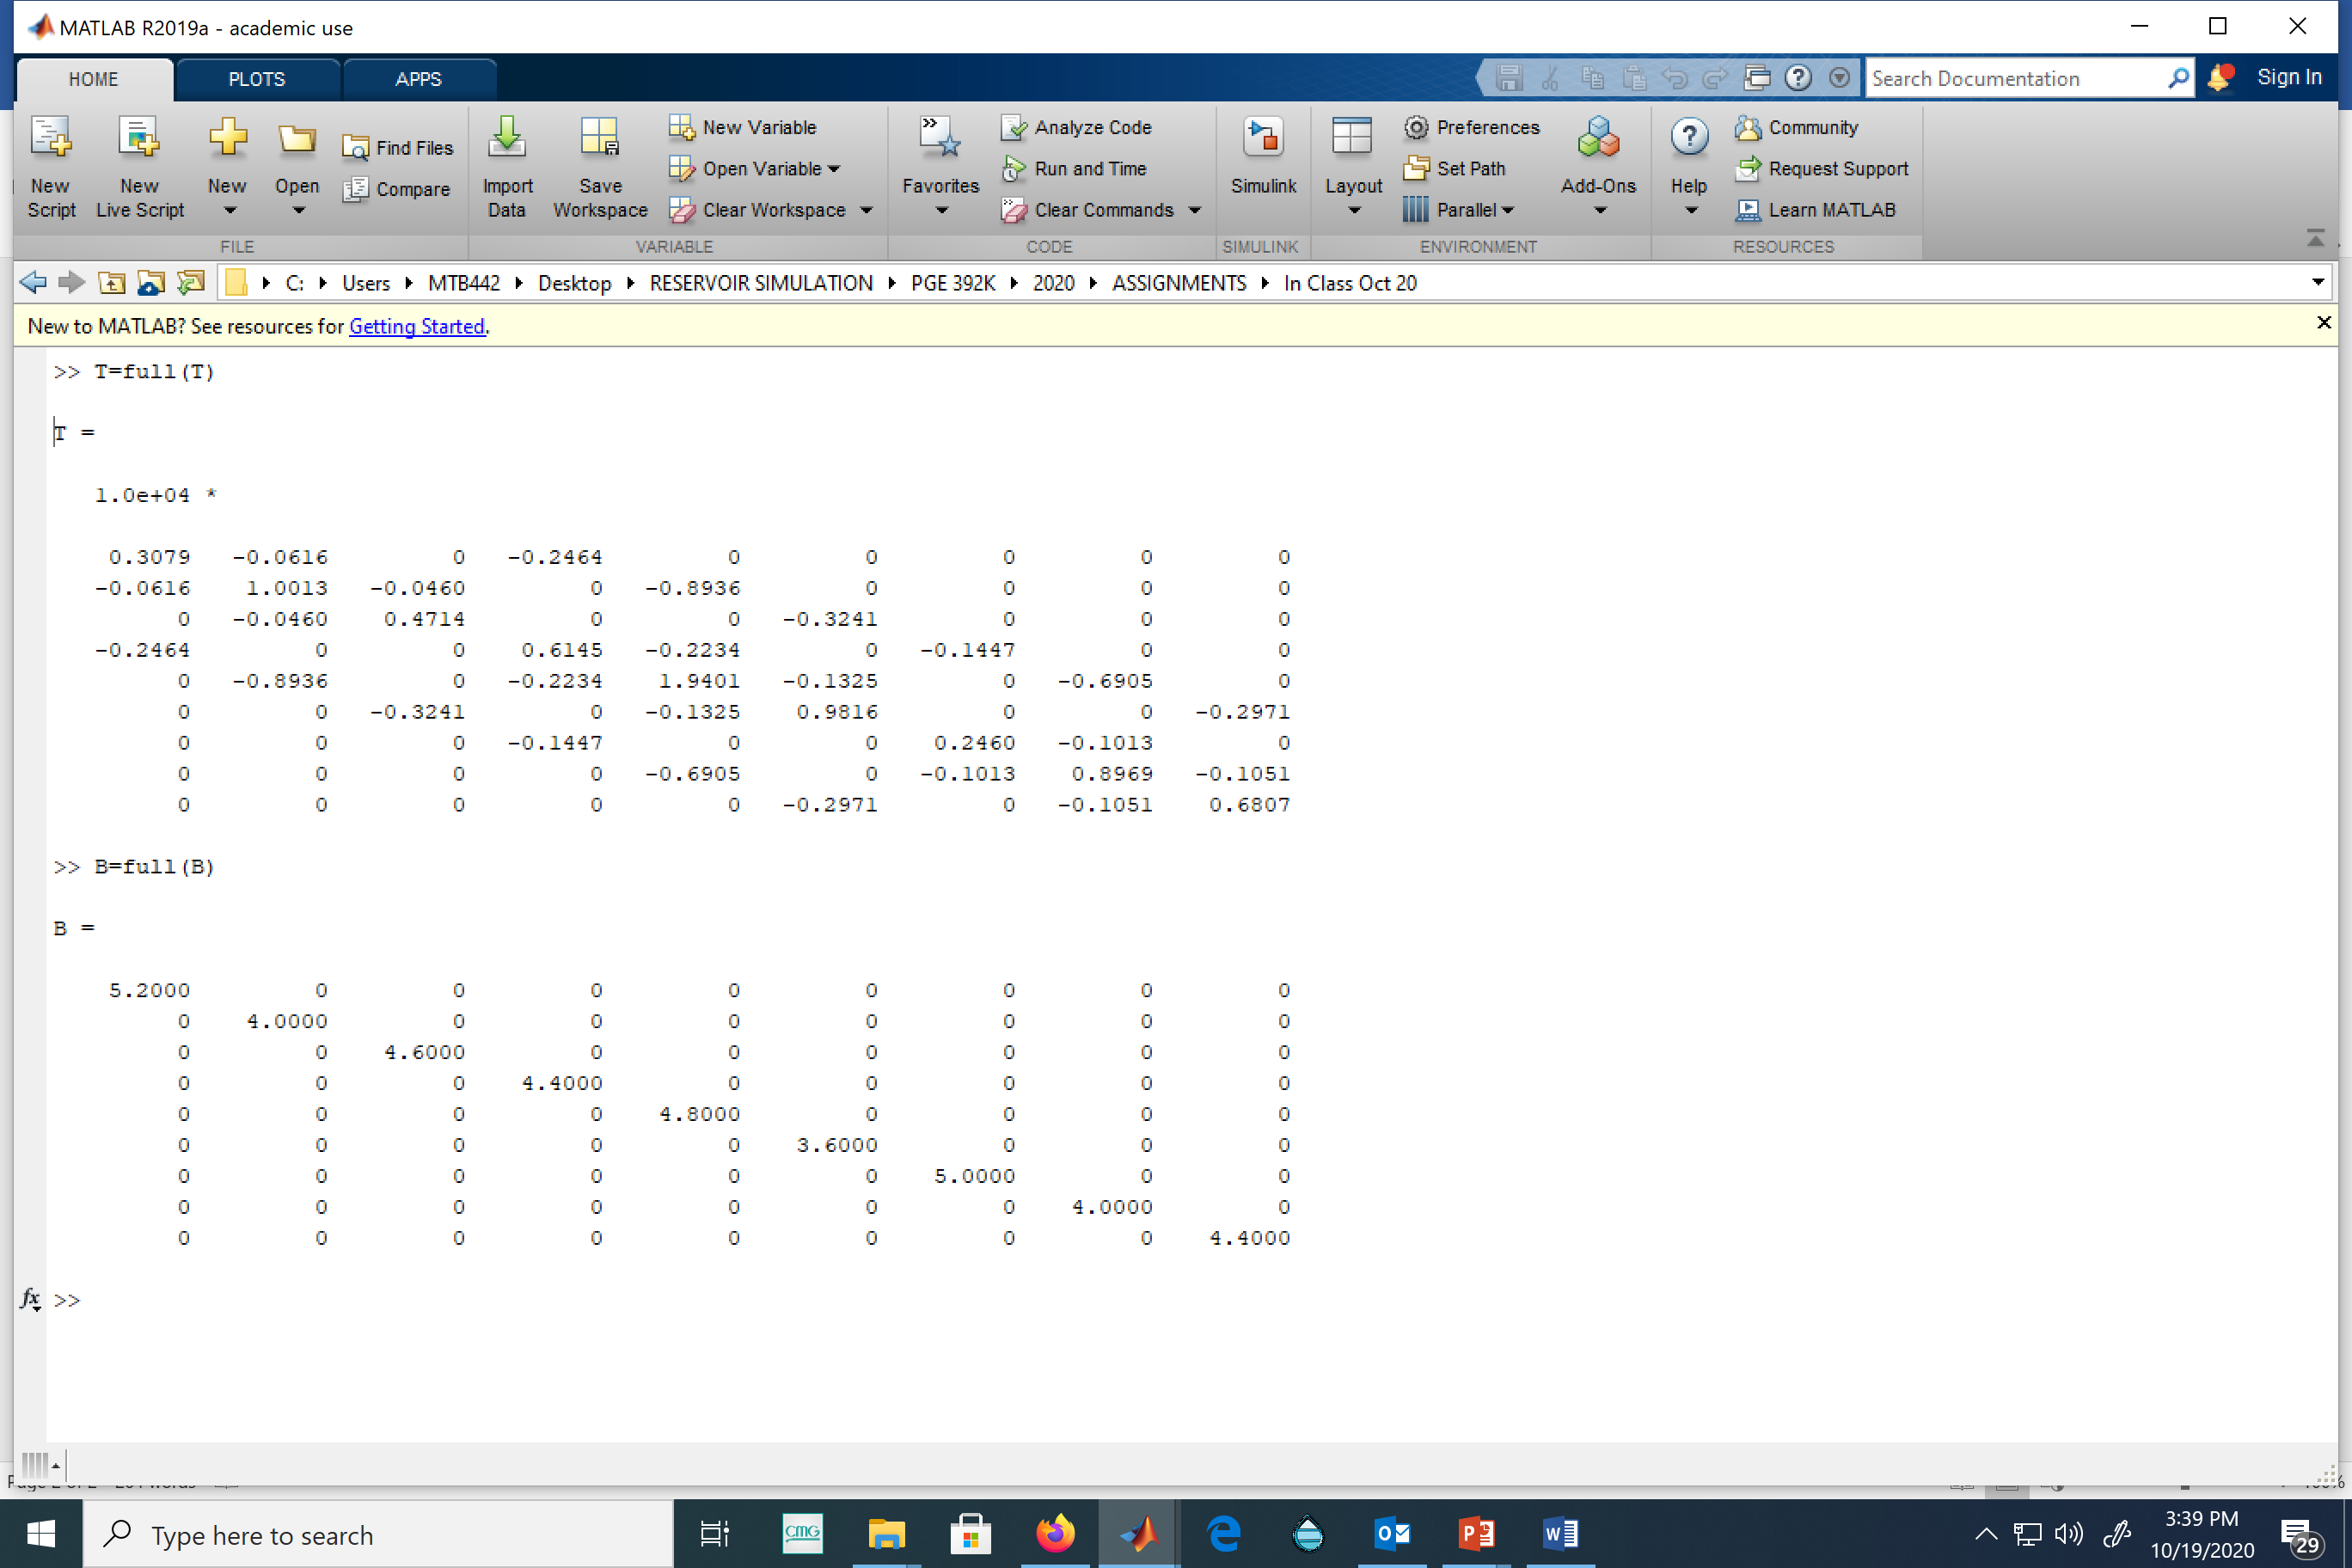 MATLAB R2019a - academic use
HOME PLOTS APPS Search Documentation Sign In
New Script New Live Script New Open Find Files Compare Import Data Save Workspace New Variable Open Variable Clear Workspace Favorites Analyze Code Run and Time Clear Commands Simulink Layout Preferences Set Path Parallel Add-Ons Help Community Request Support Learn MATLAB
FILE VARIABLE CODE SIMULINK ENVIRONMENT RESOURCES
C: Users MTB442 Desktop RESERVOIR SIMULATION PGE 392K 2020 ASSIGNMENTS In Class Oct 20
New to MATLAB? See resources for Getting Started.
>> T=full(T)
T =
1.0e+04 *
0.3079 -0.0616 0 -0.2464 0 0 0 0 0
-0.0616 1.0013 -0.0460 0 -0.8936 0 0 0 0
0 -0.0460 0.4714 0 0 -0.3241 0 0 0
-0.2464 0 0 0.6145 -0.2234 0 -0.1447 0 0
0 -0.8936 0 -0.2234 1.9401 -0.1325 0 -0.6905 0
0 0 -0.3241 0 -0.1325 0.9816 0 0 -0.2971
0 0 0 -0.1447 0 0 0.2460 -0.1013 0
0 0 0 0 -0.6905 0 -0.1013 0.8969 -0.1051
0 0 0 0 0 -0.2971 0 -0.1051 0.6807
>> B=full(B)
B =
5.2000 0 0 0 0 0 0 0 0
0 4.0000 0 0 0 0 0 0 0
0 0 4.6000 0 0 0 0 0 0
0 0 0 4.4000 0 0 0 0 0
0 0 0 0 4.8000 0 0 0 0
0 0 0 0 0 3.6000 0 0 0
0 0 0 0 0 0 5.0000 0 0
0 0 0 0 0 0 0 4.0000 0
0 0 0 0 0 0 0 0 4.4000
fx >>
Type here to search
CMG
3:39 PM
10/19/2020
29